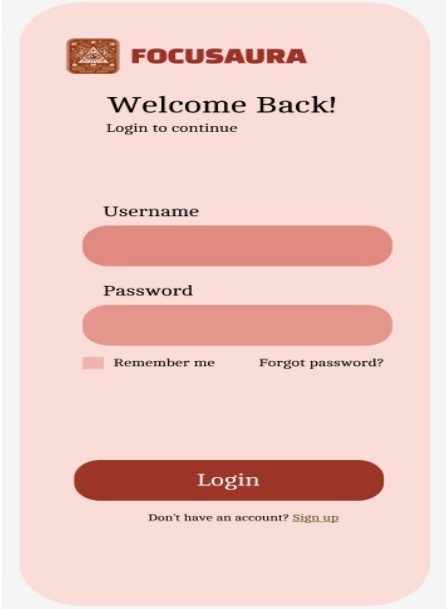 FOCUSAURA
Welcome Back!
Login to continue
Username
Password
Remember me Forgot password?
Login
Don't have an account? Sign up